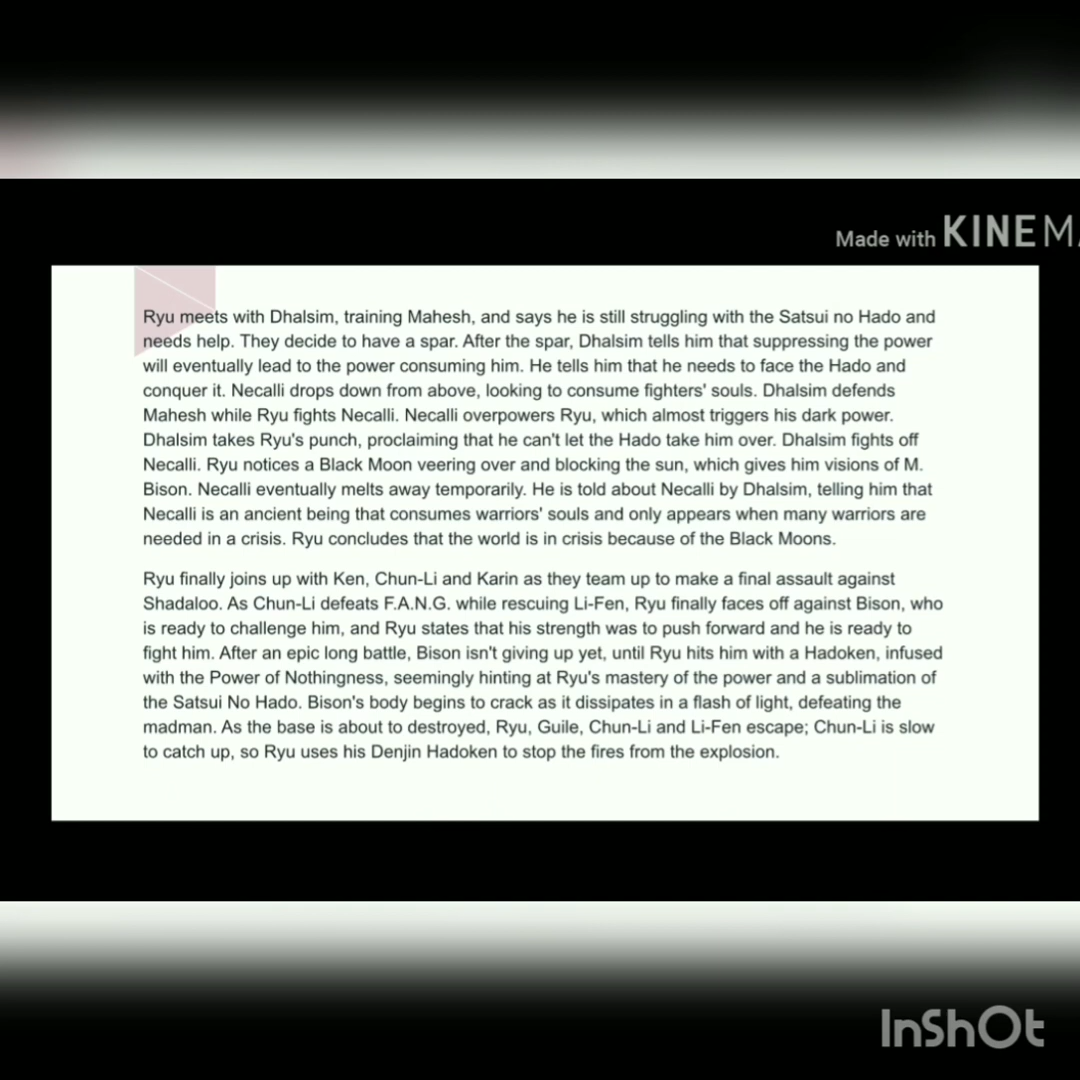 Made with KINEMA
Ryu meets with Dhalsim, training Mahesh, and says he is still struggling with the Satsui no Hado and
needs help. They decide to have a spar. After the spar, Dhalsim tells him that suppressing the power
will eventually lead to the power consuming him. He tells him that he needs to face the Hado and
conquer it. Necalli drops down from above, looking to consume fighters' souls. Dhalsim defends
Mahesh while Ryu fights Necalli. Necalli overpowers Ryu, which almost triggers his dark power.
Dhalsim takes Ryu's punch, proclaiming that he can't let the Hado take him over. Dhalsim fights off
Necalli. Ryu notices a Black Moon veering over and blocking the sun, which gives him visions of M.
Bison. Necalli eventually melts away temporarily. He is told about Necalli by Dhalsim, telling him that
Necalli is an ancient being that consumes warriors' souls and only appears when many warriors are
needed in a crisis. Ryu concludes that the world is in crisis because of the Black Moons.
Ryu finally joins up with Ken, Chun-Li and Karin as they team up to make a final assault against
Shadaloo. As Chun-Li defeats F.A.N.G. while rescuing Li-Fen, Ryu finally faces off against Bison, who
is ready to challenge him, and Ryu states that his strength was to push forward and he is ready to
fight him. After an epic long battle, Bison isn't giving up yet, until Ryu hits him with a Hadoken, infused
with the Power of Nothingness, seemingly hinting at Ryu's mastery of the power and a sublimation of
the Satsui No Hado. Bison's body begins to crack as it dissipates in a flash of light, defeating the
madman. As the base is about to destroyed, Ryu, Guile, Chun-Li and Li-Fen escape; Chun-Li is slow
to catch up, so Ryu uses his Denjin Hadoken to stop the fires from the explosion.
InShOt